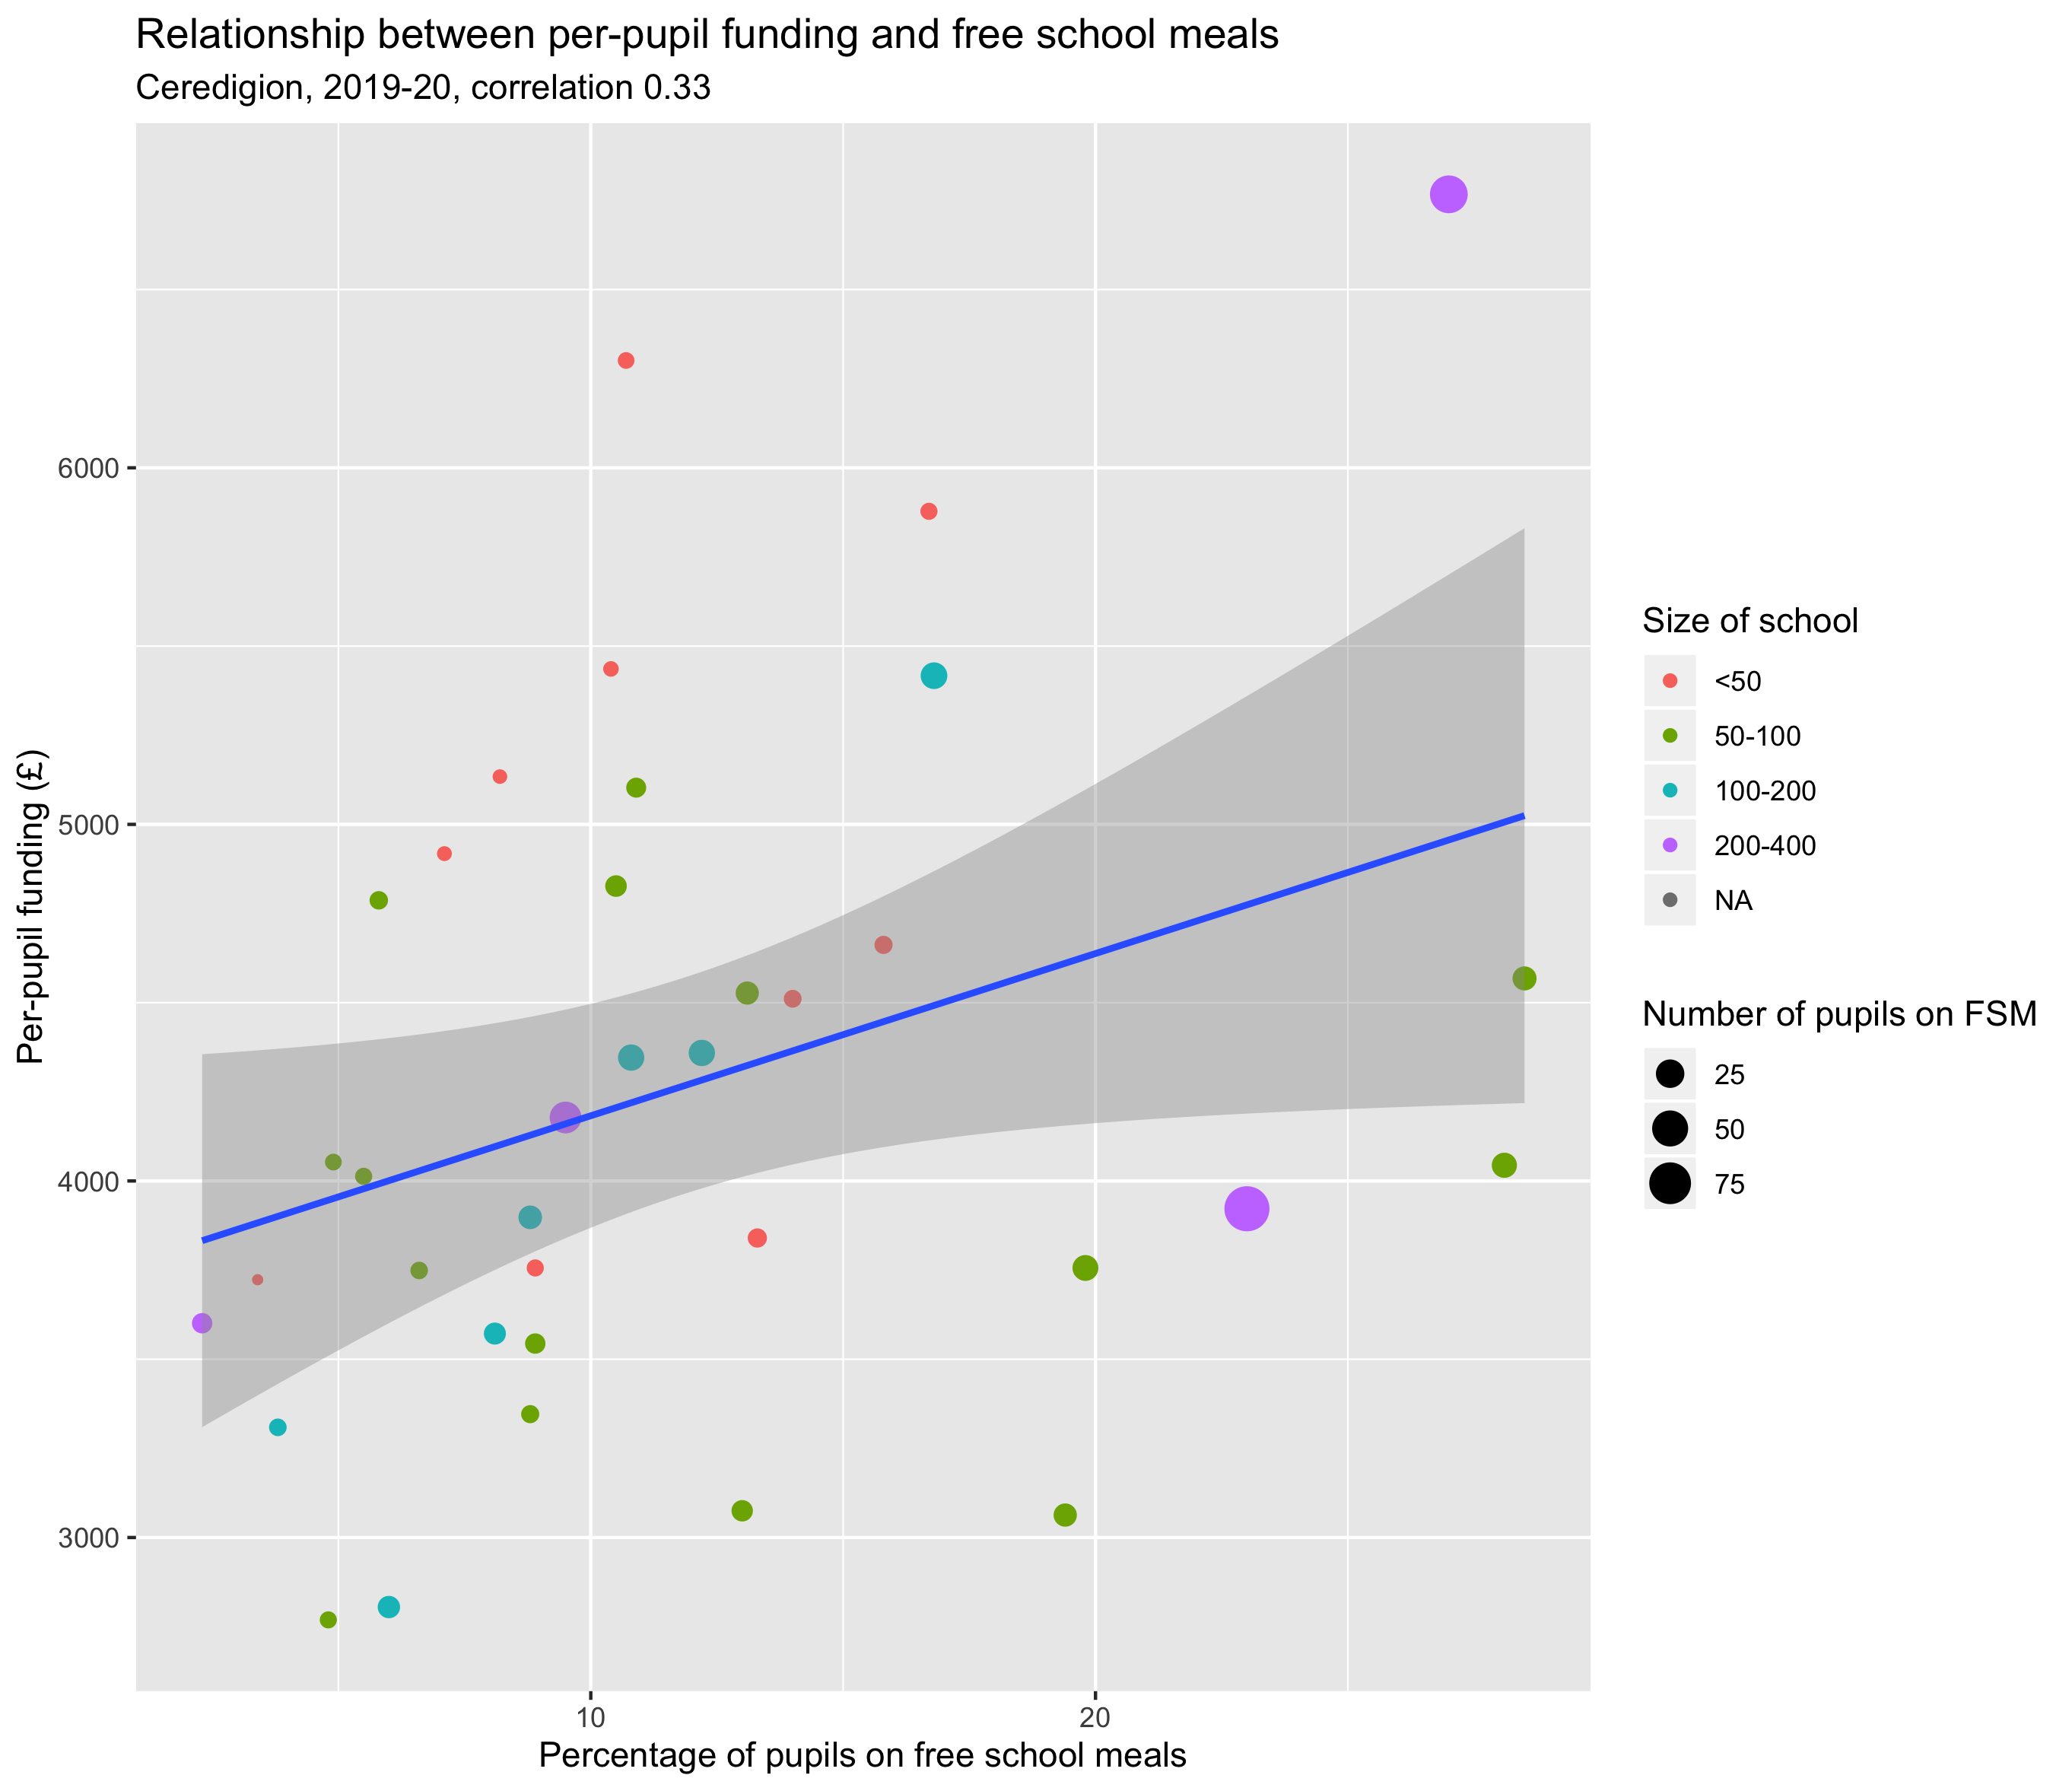 Relationship between per-pupil funding and free school meals
Ceredigion, 2019-20, correlation 0.33
Per-pupil funding (£)
6000
5000
4000
3000
10
20
Percentage of pupils on free school meals
Size of school
<50
50-100
100-200
200-400
NA
Number of pupils on FSM
25
50
75